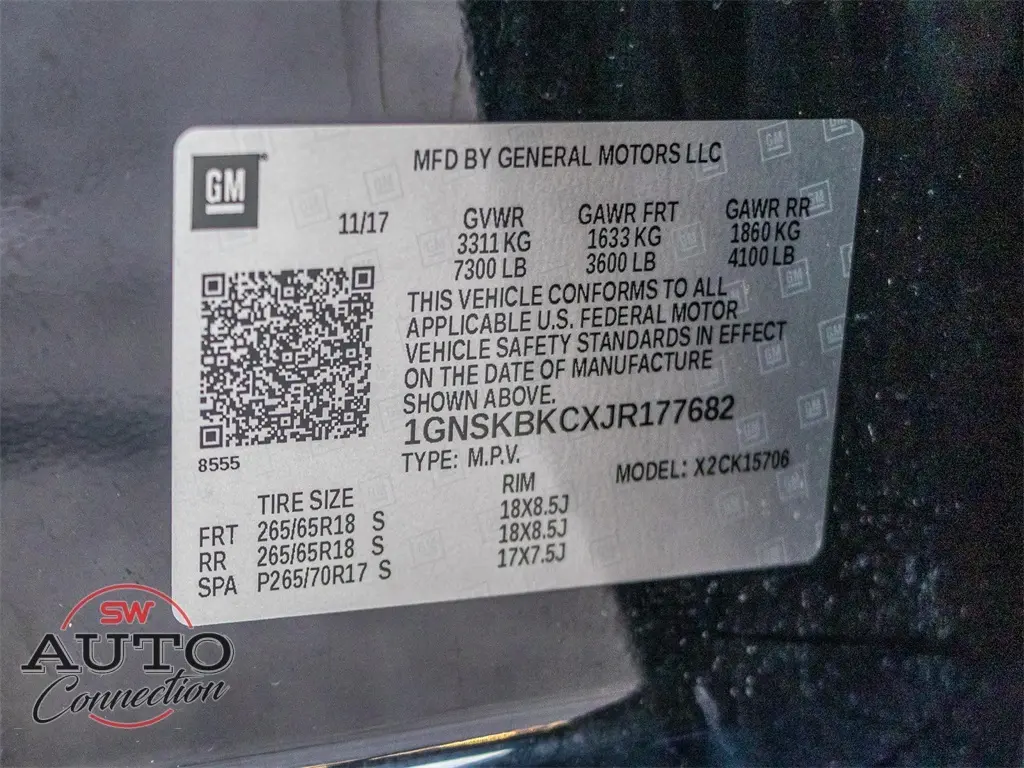 MFD BY GENERAL MOTORS LLC
GM
11/17
GVWR GAWR FRT GAWR RR
3311 KG 1633 KG 1860 KG
7300 LB 3600 LB 4100 LB
THIS VEHICLE CONFORMS TO ALL
APPLICABLE U.S. FEDERAL MOTOR
VEHICLE SAFETY STANDARDS IN EFFECT
ON THE DATE OF MANUFACTURE
SHOWN ABOVE.
1GNSKBKCXJR177682
8555
TYPE: M.P.V. MODEL: X2CK15706
TIRE SIZE RIM
FRT 265/65R18 S 18X8.5J
RR 265/65R18 S 18X8.5J
SPA P265/70R17 S 17X7.5J
SW
AUTO
Connection